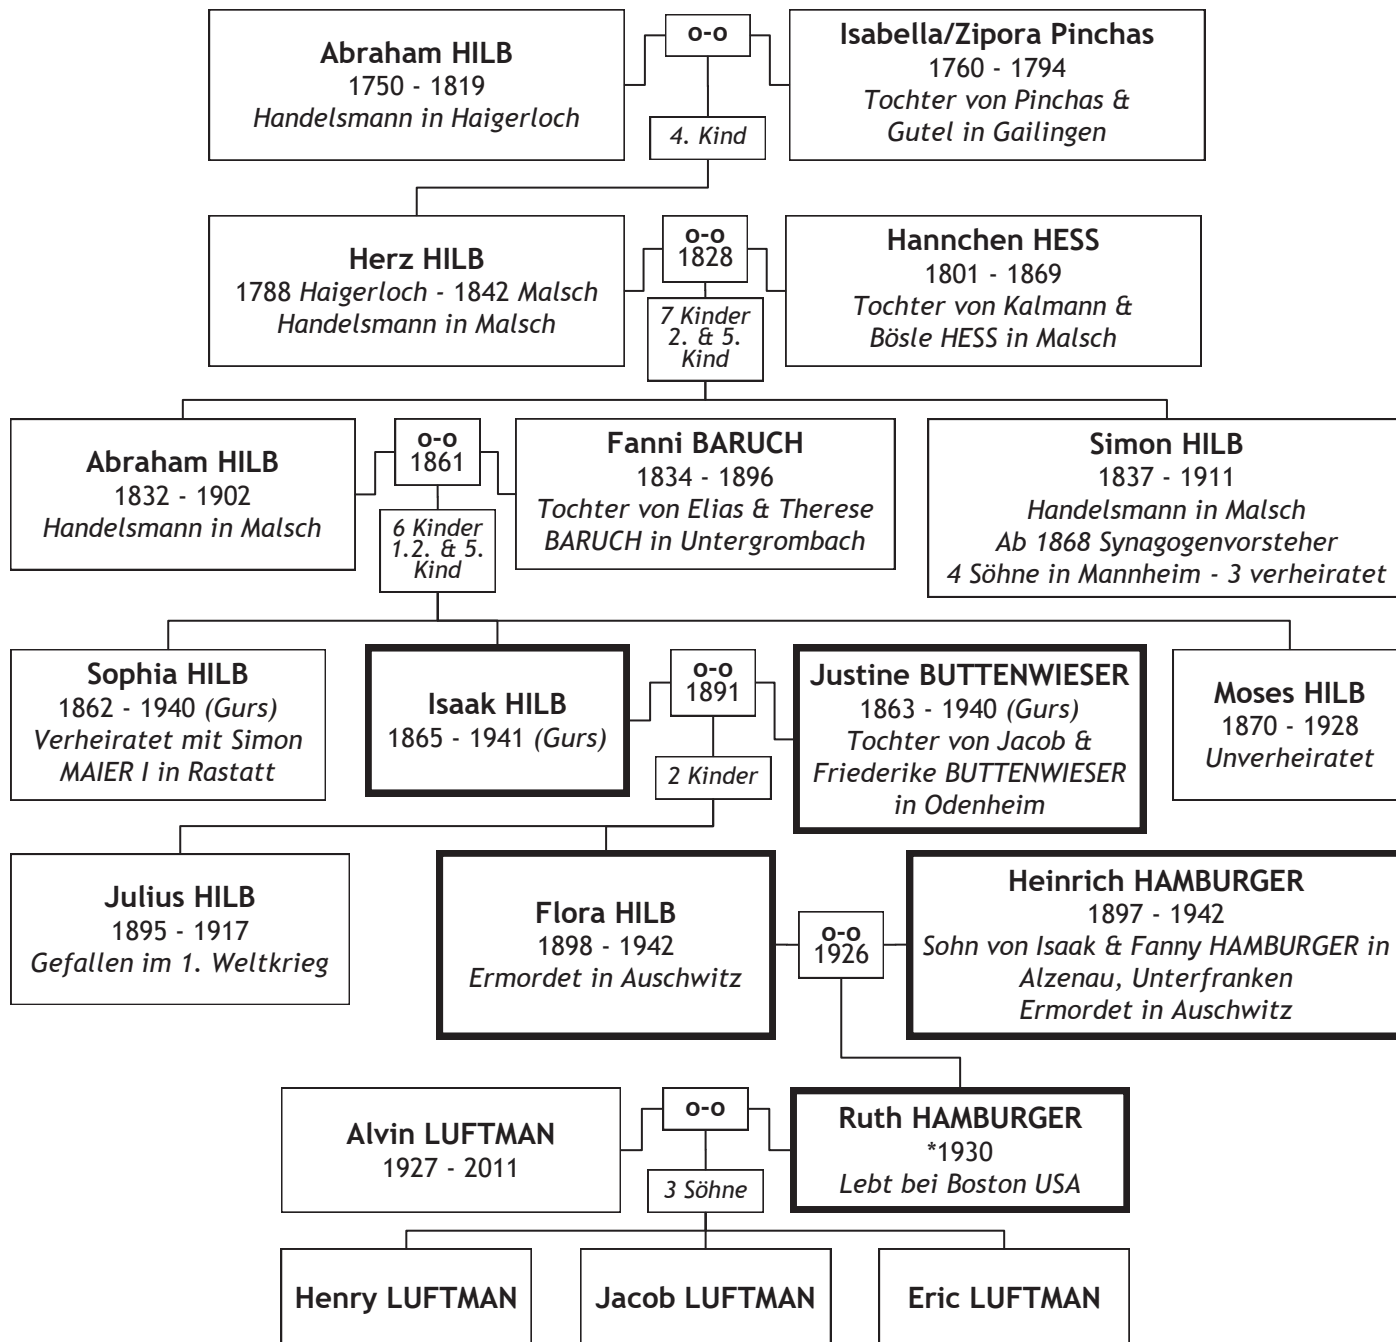 Abraham HILB
1750 - 1819
Handelsmann in Haigerloch
o-o
4. Kind
Isabella/Zipora Pinchas
1760 - 1794
Tochter von Pinchas &
Gutel in Gailingen
Herz HILB
1788 Haigerloch - 1842 Malsch
Handelsmann in Malsch
o-o
1828
7 Kinder
2. & 5.
Kind
Hannchen HESS
1801 - 1869
Tochter von Kalmann &
Bösle HESS in Malsch
Abraham HILB
1832 - 1902
Handelsmann in Malsch
o-o
1861
6 Kinder
1.2. & 5.
Kind
Fanni BARUCH
1834 - 1896
Tochter von Elias & Therese
BARUCH in Untergrombach
Simon HILB
1837 - 1911
Handelsmann in Malsch
Ab 1868 Synagogenvorsteher
4 Söhne in Mannheim - 3 verheiratet
Sophia HILB
1862 - 1940 (Gurs)
Verheiratet mit Simon
MAIER I in Rastatt
Isaak HILB
1865 - 1941 (Gurs)
o-o
1891
2 Kinder
Justine BUTTENWIESER
1863 - 1940 (Gurs)
Tochter von Jacob &
Friederike BUTTENWIESER
in Odenheim
Moses HILB
1870 - 1928
Unverheiratet
Julius HILB
1895 - 1917
Gefallen im 1. Weltkrieg
Flora HILB
1898 - 1942
Ermordet in Auschwitz
o-o
1926
Heinrich HAMBURGER
1897 - 1942
Sohn von Isaak & Fanny HAMBURGER in
Alzenau, Unterfranken
Ermordet in Auschwitz
Alvin LUFTMAN
1927 - 2011
o-o
3 Söhne
Ruth HAMBURGER
*1930
Lebt bei Boston USA
Henry LUFTMAN
Jacob LUFTMAN
Eric LUFTMAN